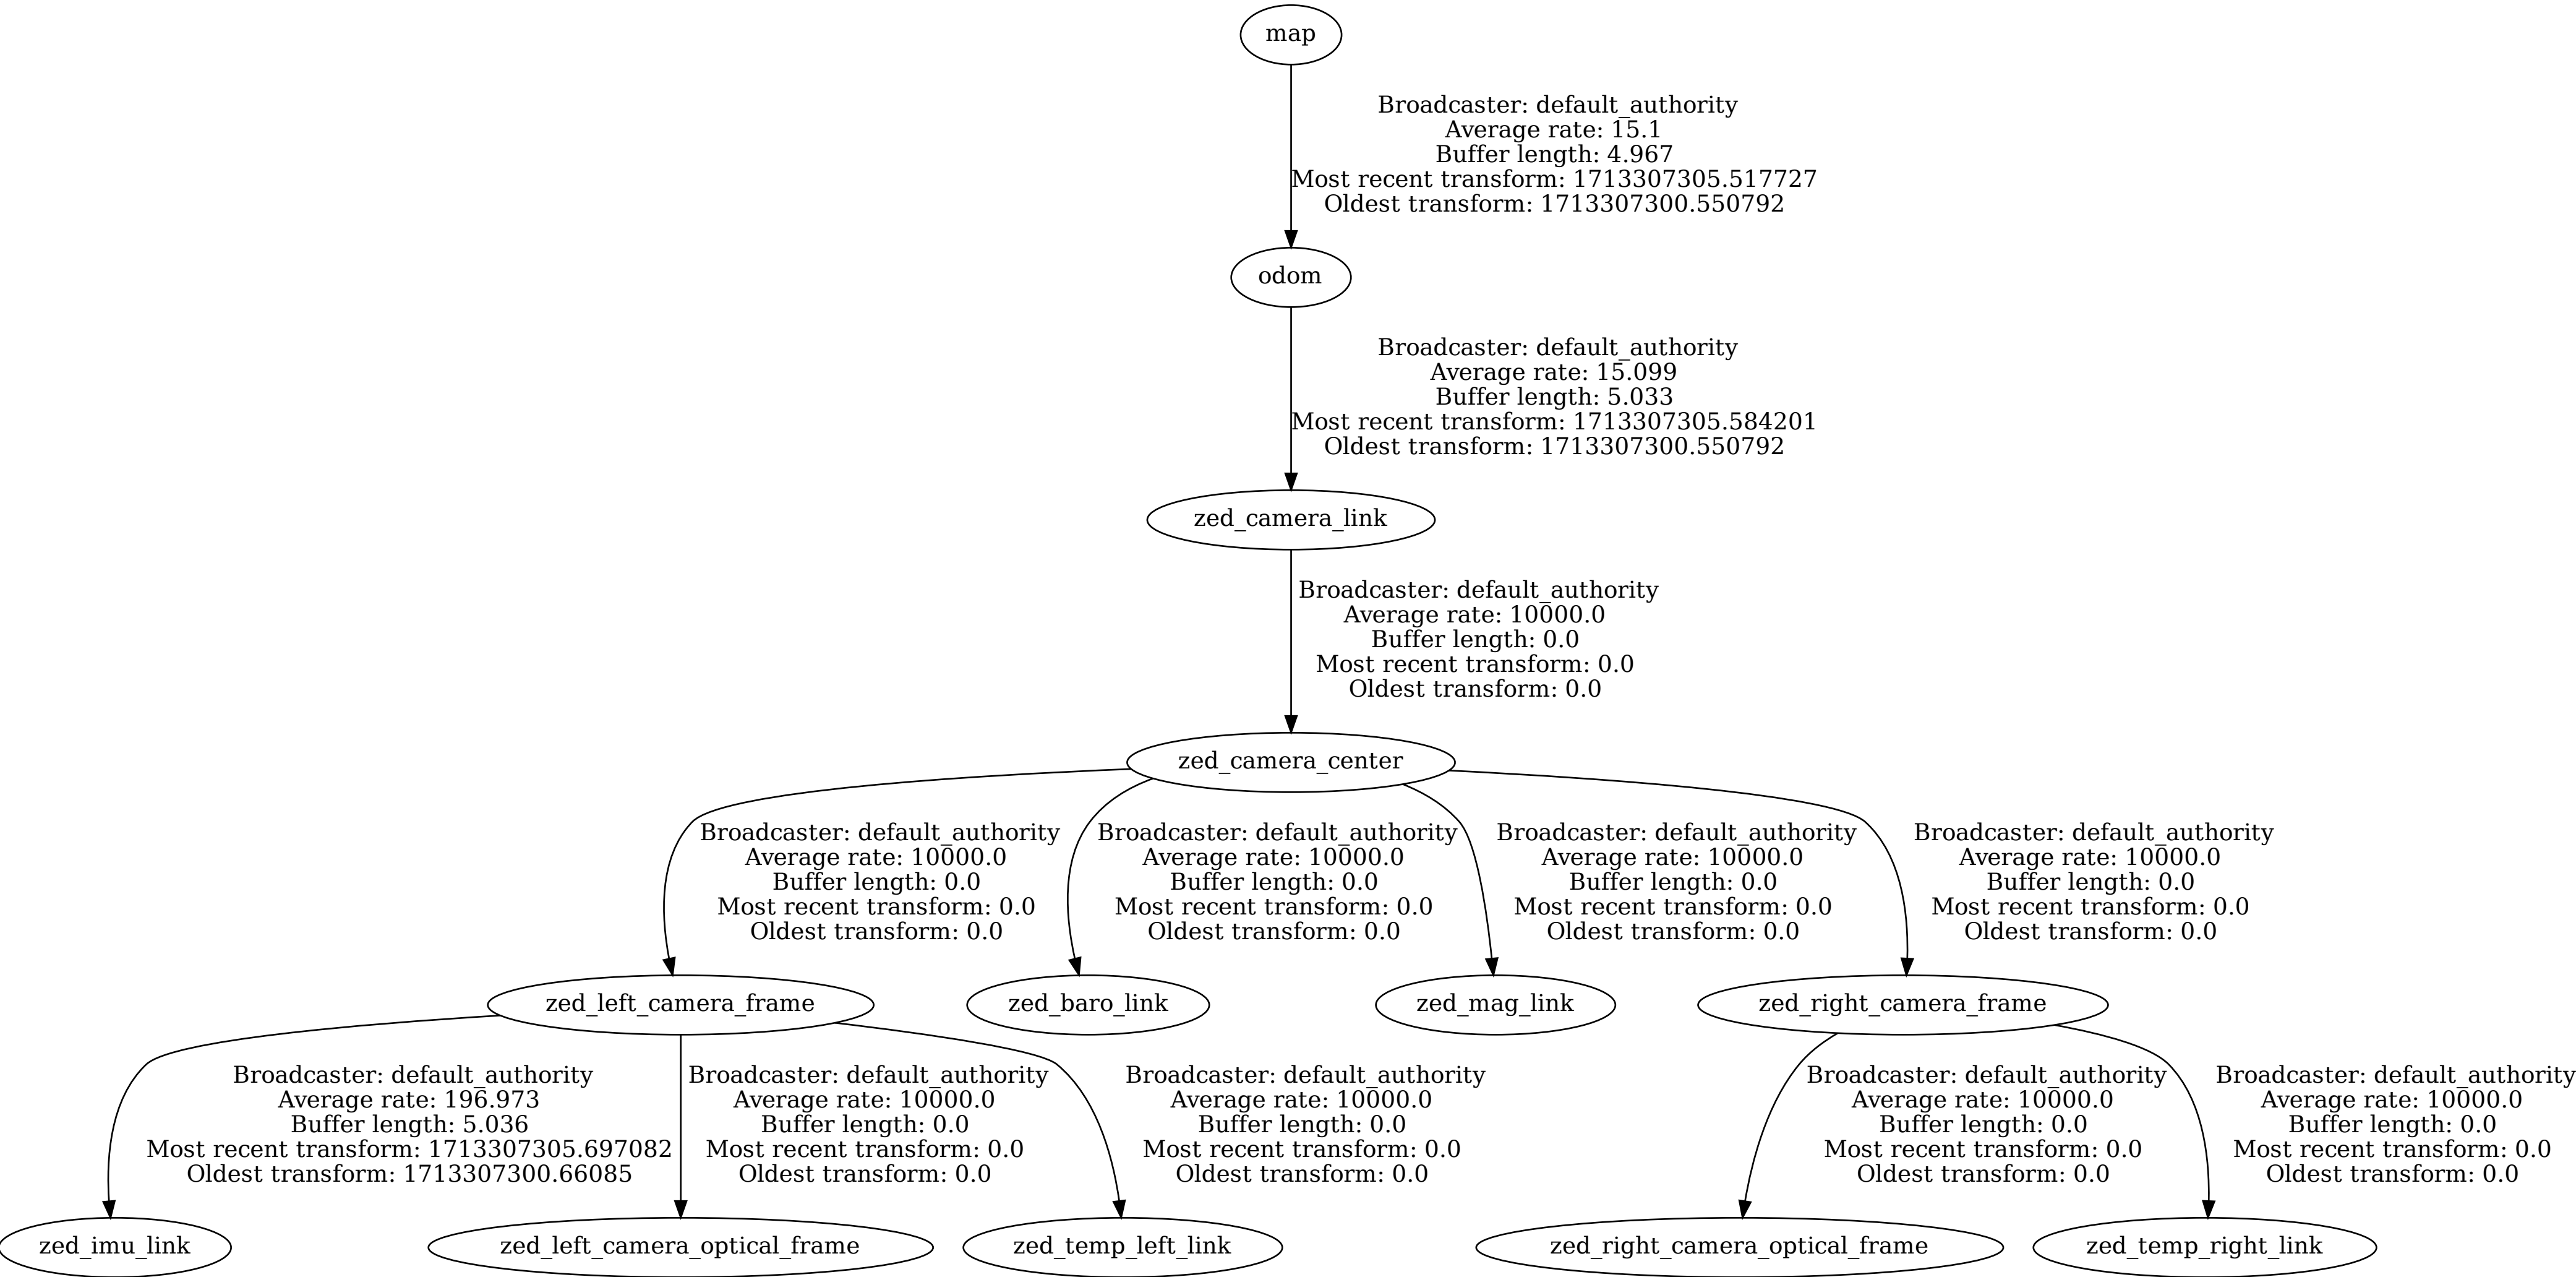 map
Broadcaster: default_authority
Average rate: 15.1
Buffer length: 4.967
Most recent transform: 1713307305.517727
Oldest transform: 1713307300.550792
odom
Broadcaster: default_authority
Average rate: 15.099
Buffer length: 5.033
Most recent transform: 1713307305.584201
Oldest transform: 1713307300.550792
zed_camera_link
Broadcaster: default_authority
Average rate: 10000.0
Buffer length: 0.0
Most recent transform: 0.0
Oldest transform: 0.0
zed_camera_center
Broadcaster: default_authority
Average rate: 10000.0
Buffer length: 0.0
Most recent transform: 0.0
Oldest transform: 0.0
Broadcaster: default_authority
Average rate: 10000.0
Buffer length: 0.0
Most recent transform: 0.0
Oldest transform: 0.0
Broadcaster: default_authority
Average rate: 10000.0
Buffer length: 0.0
Most recent transform: 0.0
Oldest transform: 0.0
Broadcaster: default_authority
Average rate: 10000.0
Buffer length: 0.0
Most recent transform: 0.0
Oldest transform: 0.0
zed_left_camera_frame
zed_baro_link
zed_mag_link
zed_right_camera_frame
Broadcaster: default_authority
Average rate: 196.973
Buffer length: 5.036
Most recent transform: 1713307305.697082
Oldest transform: 1713307300.66085
Broadcaster: default_authority
Average rate: 10000.0
Buffer length: 0.0
Most recent transform: 0.0
Oldest transform: 0.0
Broadcaster: default_authority
Average rate: 10000.0
Buffer length: 0.0
Most recent transform: 0.0
Oldest transform: 0.0
Broadcaster: default_authority
Average rate: 10000.0
Buffer length: 0.0
Most recent transform: 0.0
Oldest transform: 0.0
Broadcaster: default_authority
Average rate: 10000.0
Buffer length: 0.0
Most recent transform: 0.0
Oldest transform: 0.0
zed_imu_link
zed_left_camera_optical_frame
zed_temp_left_link
zed_right_camera_optical_frame
zed_temp_right_link